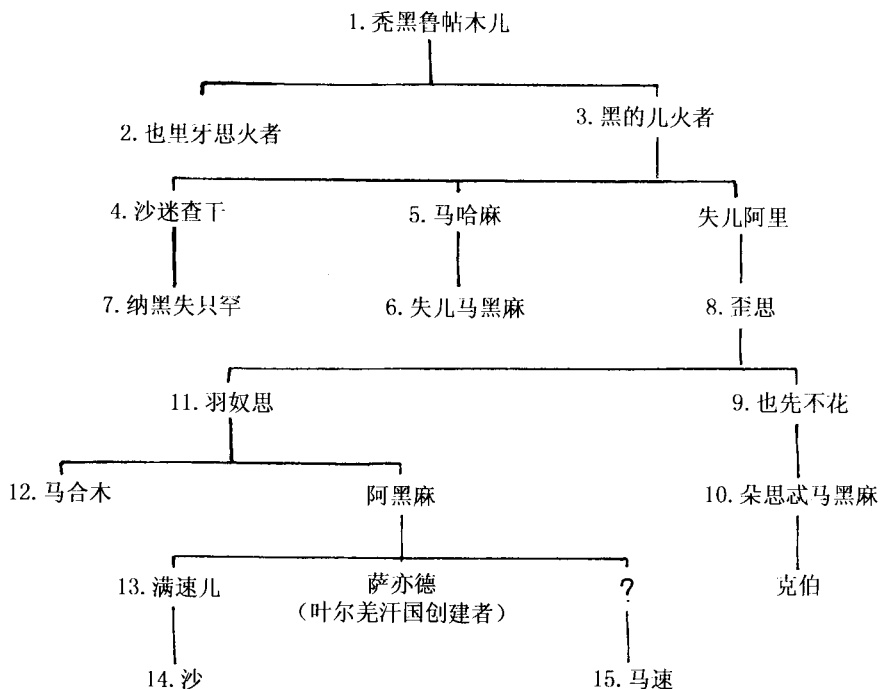 1.秃黑鲁帖木儿
2.也里牙思火者
3.黑的儿火者
4.沙迷查干
5.马哈麻
失儿阿里
7.纳黑失只罕
6.失儿马黑麻
8.歪思
11.羽奴思
9.也先不花
12.马合木
阿黑麻
10.朵思忒马黑麻
13.满速儿
萨亦德
(叶尔羌汗国创建者)
?
克伯
14.沙
15.马速